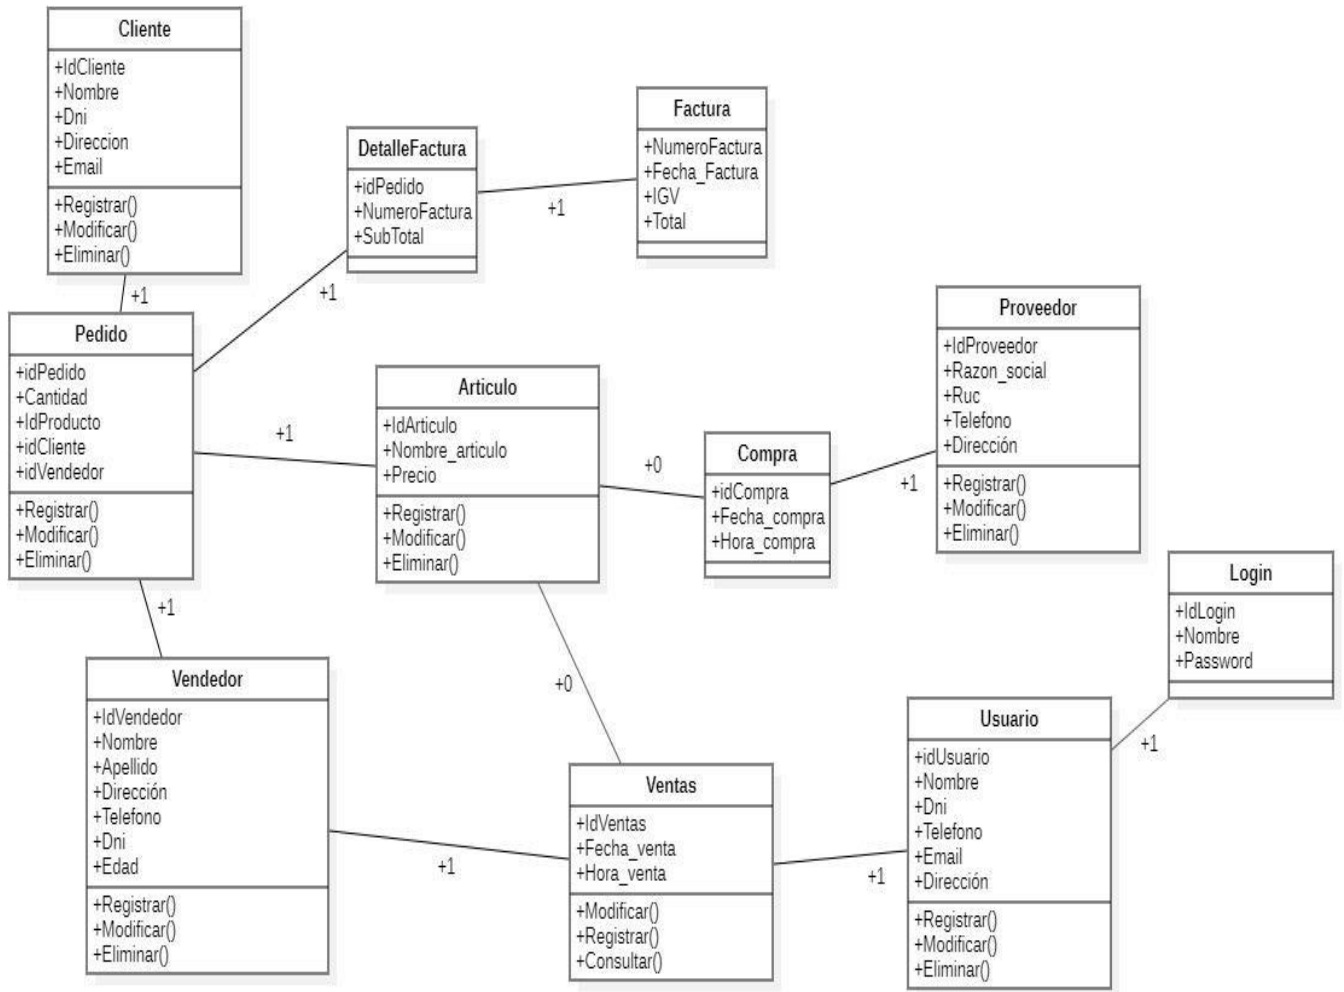 Cliente
+IdCliente
+Nombre
+Dni
+Direccion
+Email
+Registrar()
+Modificar()
+Eliminar()
+1
DetalleFactura
+idPedido
+NumeroFactura
+SubTotal
+1
Factura
+NumeroFactura
+Fecha_Factura
+IGV
+Total
+1
Pedido
+idPedido
+Cantidad
+IdProducto
+idCliente
+idVendedor
+Registrar()
+Modificar()
+Eliminar()
+1
Articulo
+IdArticulo
+Nombre_articulo
+Precio
+Registrar()
+Modificar()
+Eliminar()
+0
Compra
+idCompra
+Fecha_compra
+Hora_compra
+1
Proveedor
+IdProveedor
+Razon_social
+Ruc
+Telefono
+Dirección
+Registrar()
+Modificar()
+Eliminar()
+1
+0
Login
+IdLogin
+Nombre
+Password
+1
Vendedor
+IdVendedor
+Nombre
+Apellido
+Dirección
+Telefono
+Dni
+Edad
+Registrar()
+Modificar()
+Eliminar()
+1
Ventas
+IdVentas
+Fecha_venta
+Hora_venta
+Modificar()
+Registrar()
+Consultar()
+1
Usuario
+idUsuario
+Nombre
+Dni
+Telefono
+Email
+Dirección
+Registrar()
+Modificar()
+Eliminar()